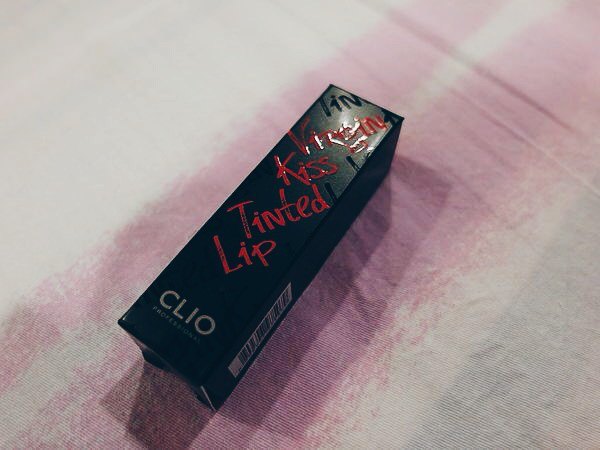 Virgin
Kiss
Tinted
Lip
CLIO
PROFESSIONAL